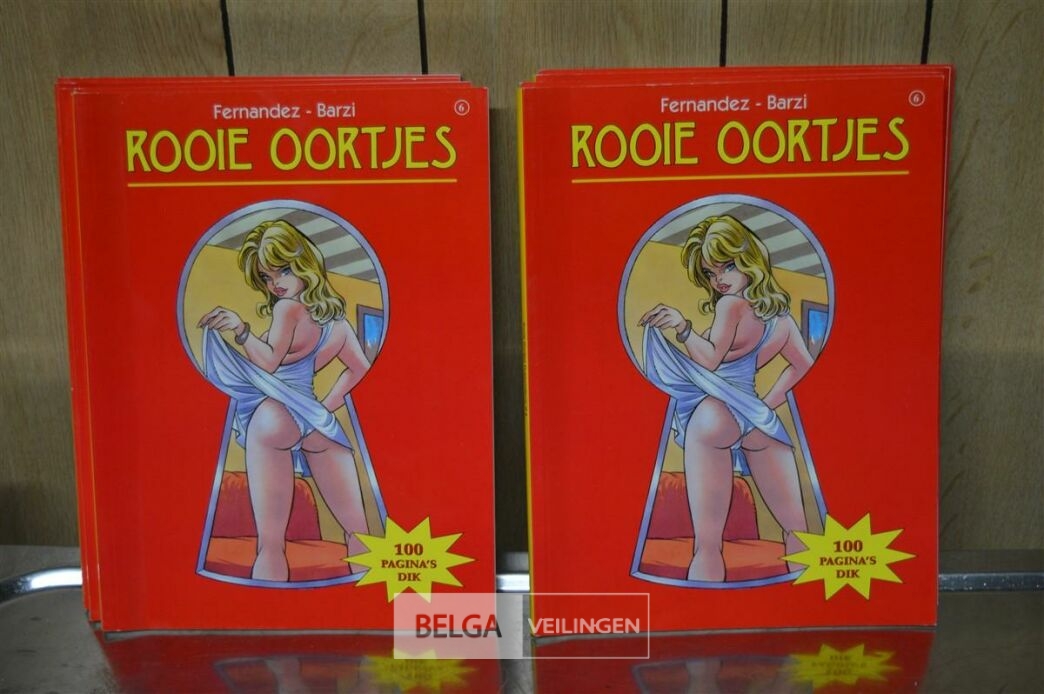 Fernandez - Barzi
6
ROOIE OORTJES
100
PAGINA'S
DIK
Fernandez - Barzi
6
ROOIE OORTJES
100
PAGINA'S
DIK
BELGA VEILINGEN